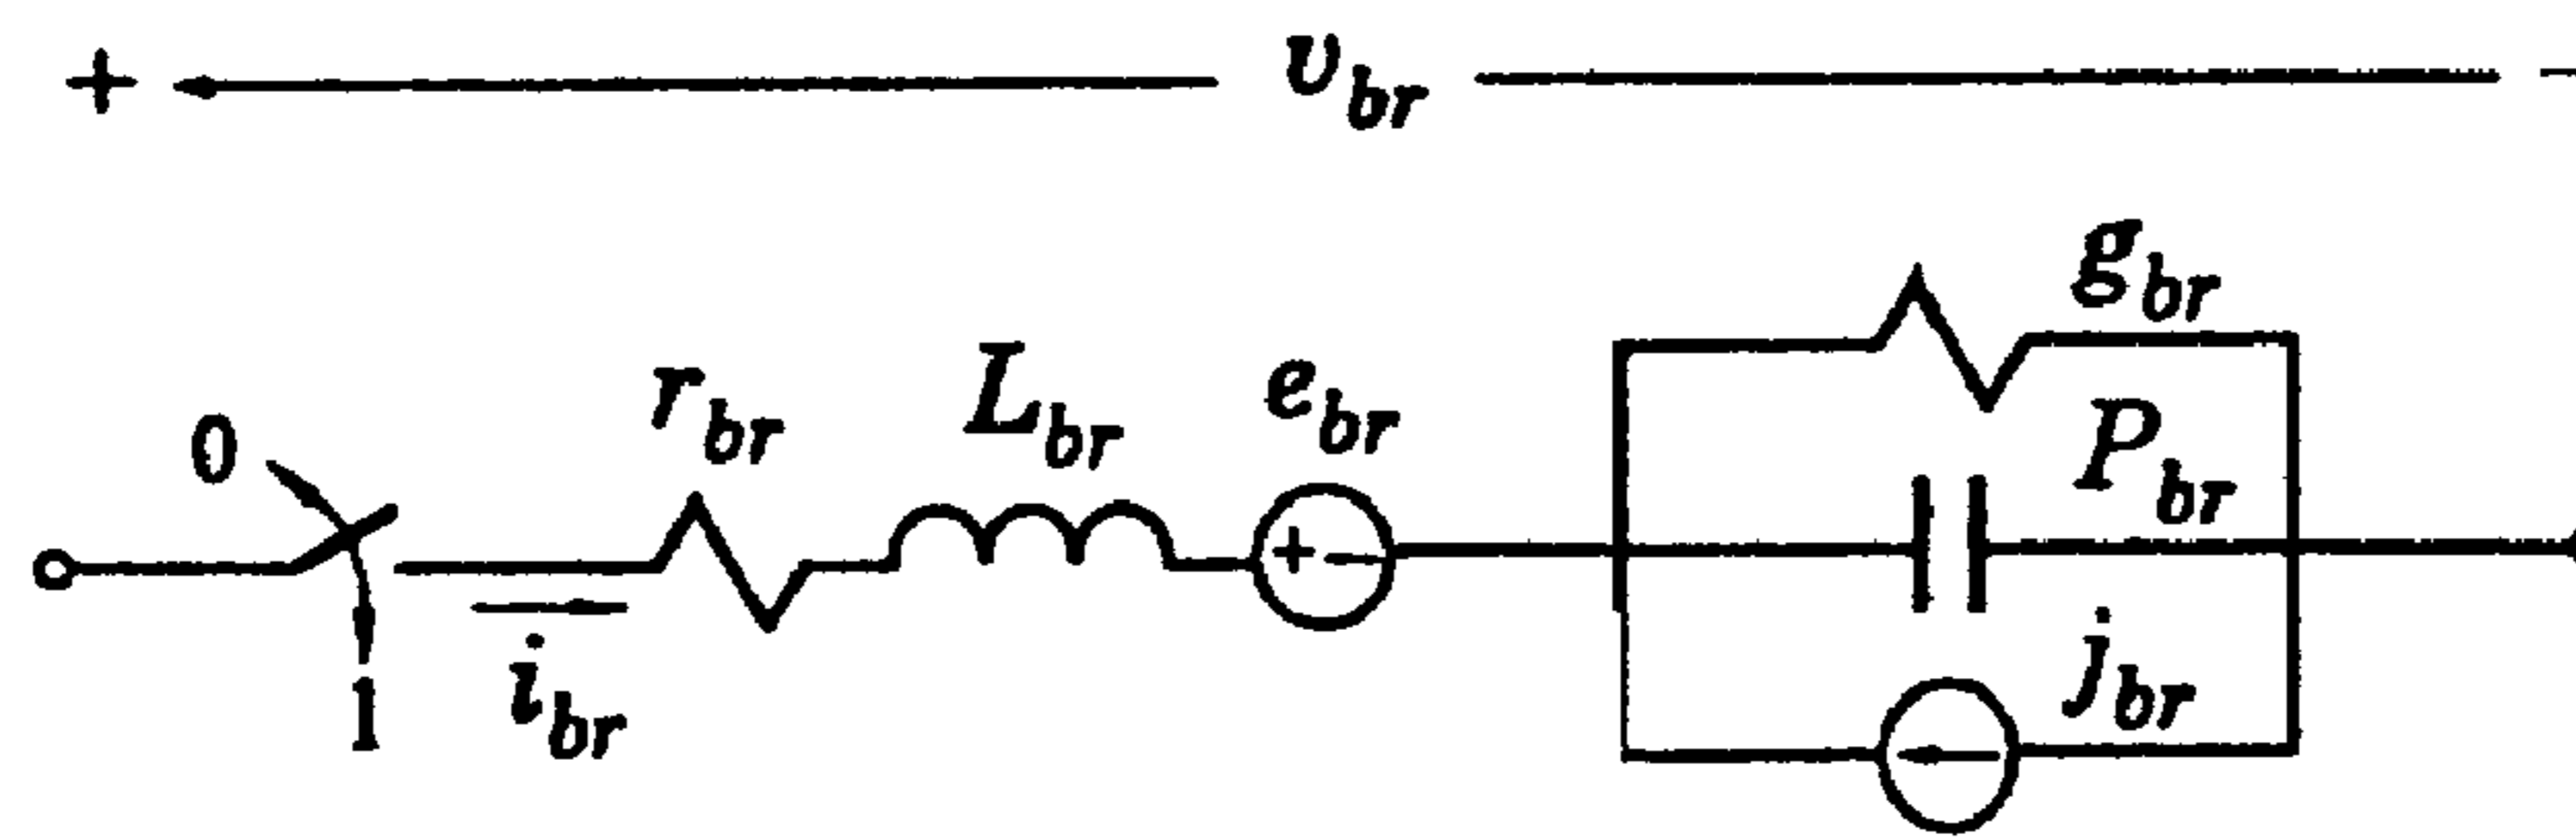 + v_br −
g_br
r_br L_br e_br
0 P_br
+ −
j_br
1 i_br